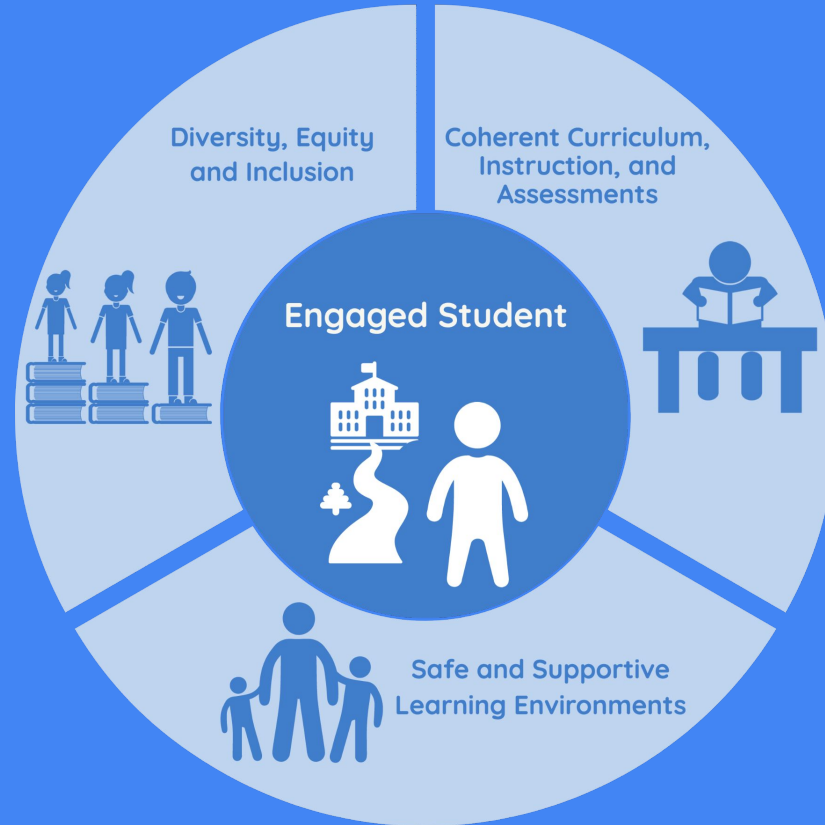 Diversity, Equity
and Inclusion
Coherent Curriculum,
Instruction, and
Assessments
Engaged Student
Safe and Supportive
Learning Environments